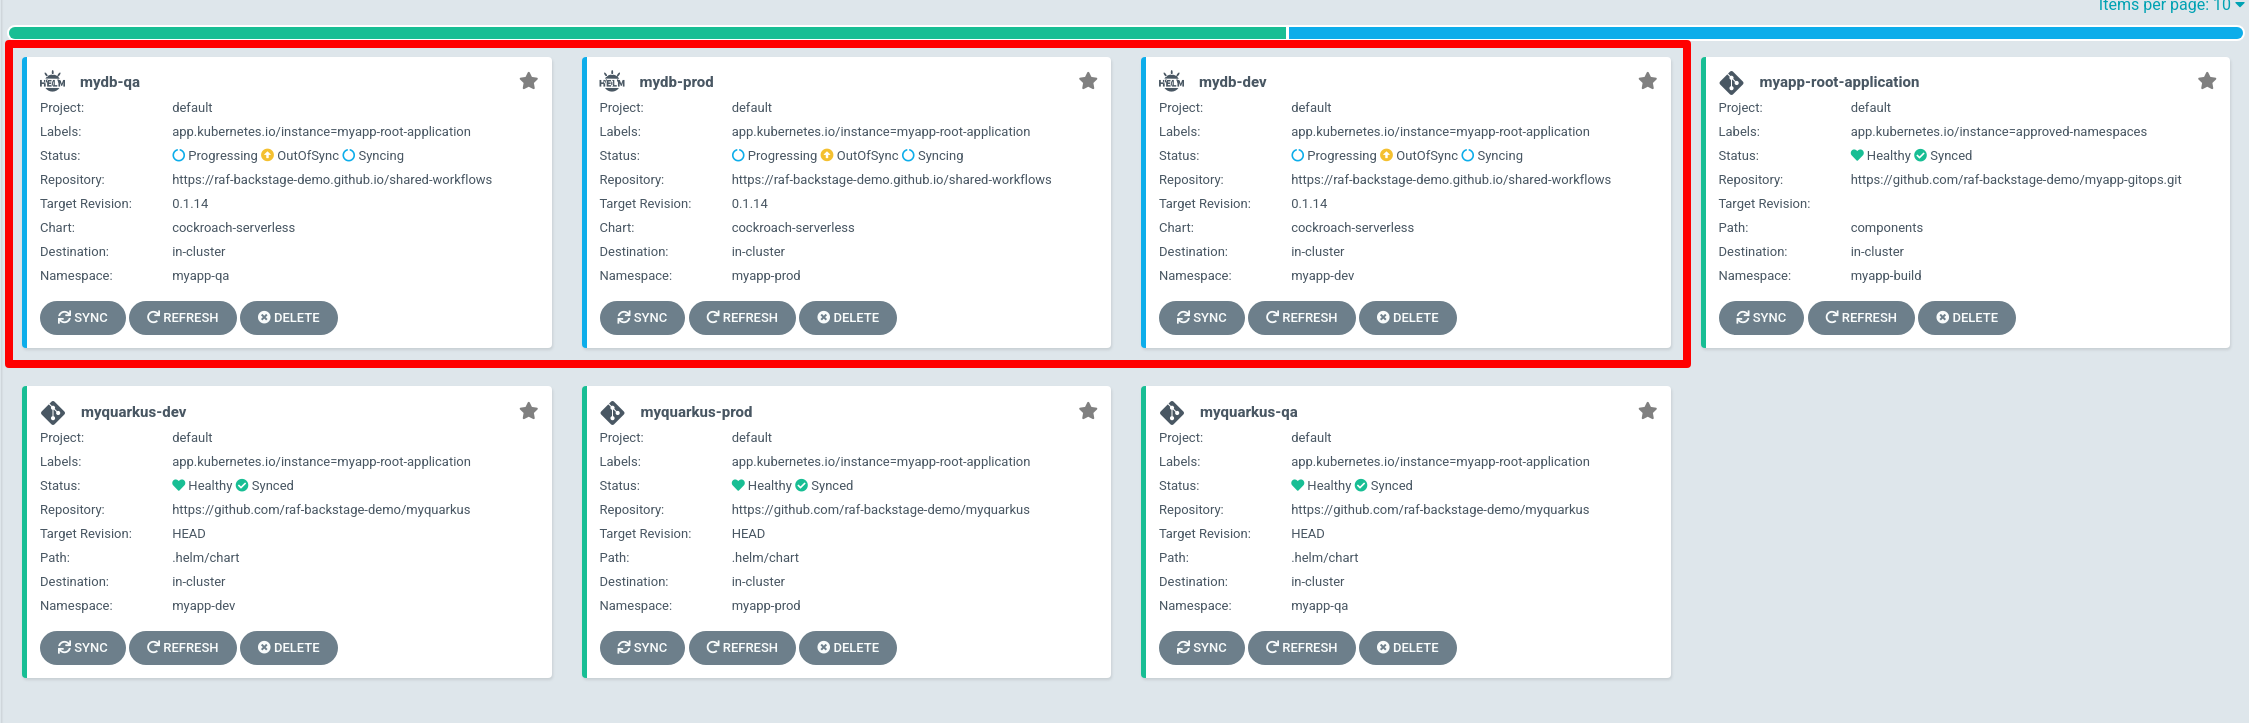 Items per page: 10
HELM mydb-qa
Project: default
Labels: app.kubernetes.io/instance=myapp-root-application
Status: Progressing OutOfSync Syncing
Repository: https://raf-backstage-demo.github.io/shared-workflows
Target Revision: 0.1.14
Chart: cockroach-serverless
Destination: in-cluster
Namespace: myapp-qa
SYNC REFRESH DELETE
HELM mydb-prod
Project: default
Labels: app.kubernetes.io/instance=myapp-root-application
Status: Progressing OutOfSync Syncing
Repository: https://raf-backstage-demo.github.io/shared-workflows
Target Revision: 0.1.14
Chart: cockroach-serverless
Destination: in-cluster
Namespace: myapp-prod
SYNC REFRESH DELETE
HELM mydb-dev
Project: default
Labels: app.kubernetes.io/instance=myapp-root-application
Status: Progressing OutOfSync Syncing
Repository: https://raf-backstage-demo.github.io/shared-workflows
Target Revision: 0.1.14
Chart: cockroach-serverless
Destination: in-cluster
Namespace: myapp-dev
SYNC REFRESH DELETE
myapp-root-application
Project: default
Labels: app.kubernetes.io/instance=approved-namespaces
Status: Healthy Synced
Repository: https://github.com/raf-backstage-demo/myapp-gitops.git
Target Revision:
Path: components
Destination: in-cluster
Namespace: myapp-build
SYNC REFRESH DELETE
myquarkus-dev
Project: default
Labels: app.kubernetes.io/instance=myapp-root-application
Status: Healthy Synced
Repository: https://github.com/raf-backstage-demo/myquarkus
Target Revision: HEAD
Path: .helm/chart
Destination: in-cluster
Namespace: myapp-dev
SYNC REFRESH DELETE
myquarkus-prod
Project: default
Labels: app.kubernetes.io/instance=myapp-root-application
Status: Healthy Synced
Repository: https://github.com/raf-backstage-demo/myquarkus
Target Revision: HEAD
Path: .helm/chart
Destination: in-cluster
Namespace: myapp-prod
SYNC REFRESH DELETE
myquarkus-qa
Project: default
Labels: app.kubernetes.io/instance=myapp-root-application
Status: Healthy Synced
Repository: https://github.com/raf-backstage-demo/myquarkus
Target Revision: HEAD
Path: .helm/chart
Destination: in-cluster
Namespace: myapp-qa
SYNC REFRESH DELETE